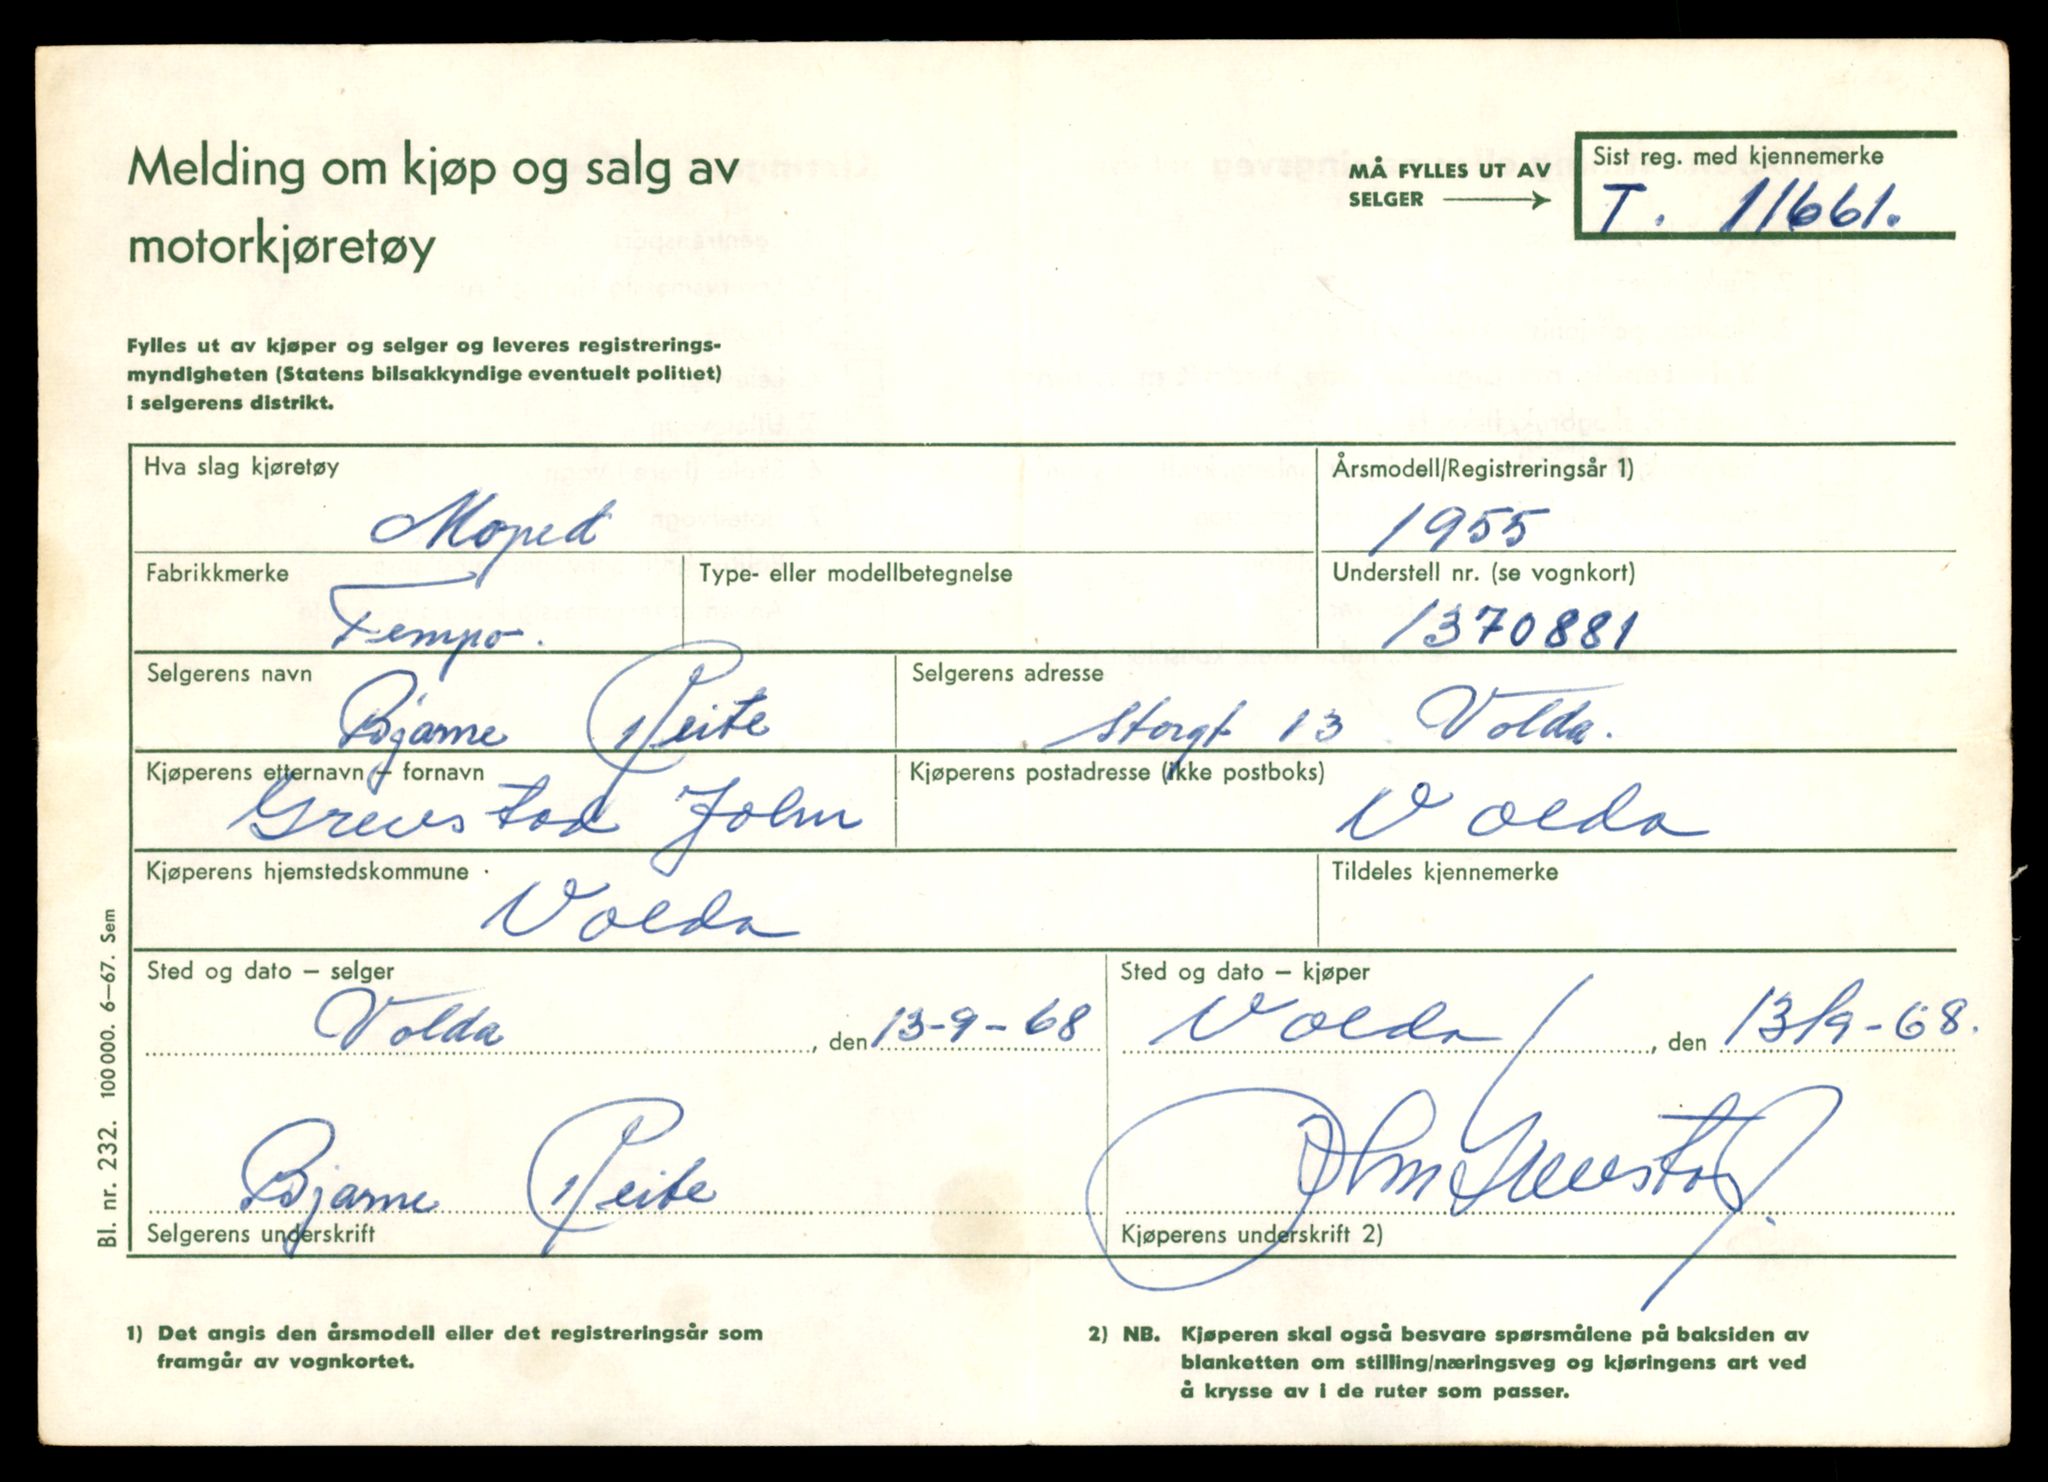 Melding om kjøp og salg av
motorkjøretøy
MÅ FYLLES UT AV
SELGER
Sist reg. med kjennemerke
T. 11661.
Fylles ut av kjøper og selger og leveres registrerings-
myndigheten (Statens bilsakkyndige eventuelt politiet)
i selgerens distrikt.
Hva slag kjøretøy
Moped
Årsmodell/Registreringsår 1)
1955
Fabrikkmerke
Tempo.
Type- eller modellbetegnelse
Understell nr. (se vognkort)
1370881
Selgerens navn
Bjarne Reite
Selgerens adresse
Storgt 13 Volda.
Kjøperens etternavn – fornavn
Grevstad John
Kjøperens postadresse (ikke postboks)
Volda
Kjøperens hjemstedskommune
Volda
Tildeles kjennemerke
Sted og dato – selger
Volda, den 13-9-68
Sted og dato – kjøper
Volda, den 13/9-68.
Bjarne Reite
Selgerens underskrift
John Grevstad.
Kjøperens underskrift 2)
Bl. nr. 232. 100 000. 6–67. Sem
1) Det angis den årsmodell eller det registreringsår som
framgår av vognkortet.
2) NB. Kjøperen skal også besvare spørsmålene på baksiden av
blanketten om stilling/næringsveg og kjøringens art ved
å krysse av i de ruter som passer.